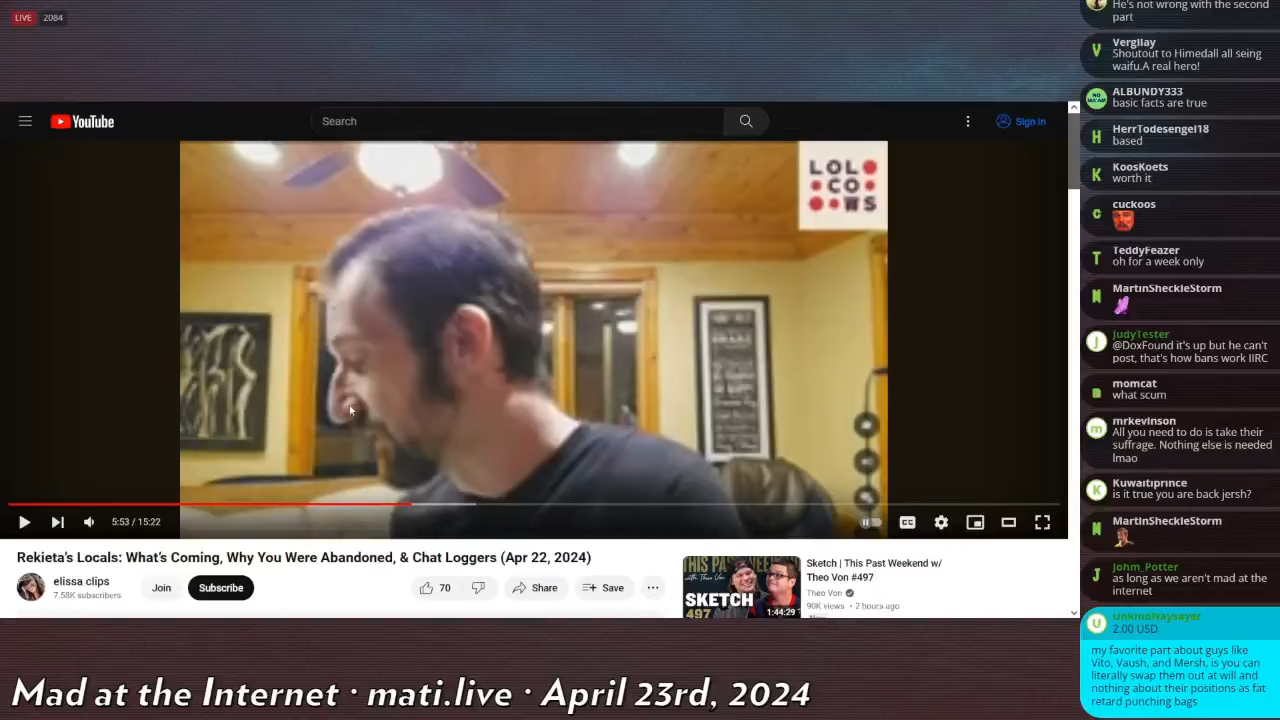 LIVE 2084
YouTube
Search
Sign in
LOL
CO
WS
5:53 / 15:22
CC
Rekieta's Locals: What's Coming, Why You Were Abandoned, & Chat Loggers (Apr 22, 2024)
elissa clips
7.58K subscribers
Join
Subscribe
70
Share
Save
THIS PAST WEEKEND
SKETCH
497
1:44:29
Sketch | This Past Weekend w/
Theo Von #497
Theo Von
90K views • 2 hours ago
Mad at the Internet · mati.live · April 23rd, 2024
He's not wrong with the second
part
V
Vergilay
Shoutout to Himedall all seing
waifu.A real hero!
ALBUNDY333
basic facts are true
H
HerrTodesengel18
based
K
KoosKoets
worth it
C
cuckoos
T
TeddyFeazer
oh for a week only
M
MartinSheckleStorm
J
JudyTester
@DoxFound it's up but he can't
post, that's how bans work IIRC
m
momcat
what scum
m
mrkevinson
All you need to do is take their
suffrage. Nothing else is needed
lmao
K
Kuwaitiprince
is it true you are back jersh?
M
MartinSheckleStorm
J
Johm_Potter
as long as we aren't mad at the
internet
U
UnkindNaysayer
2.00 USD
my favorite part about guys like
Vito, Vaush, and Mersh, is you can
literally swap them out at will and
nothing about their positions as fat
retard punching bags